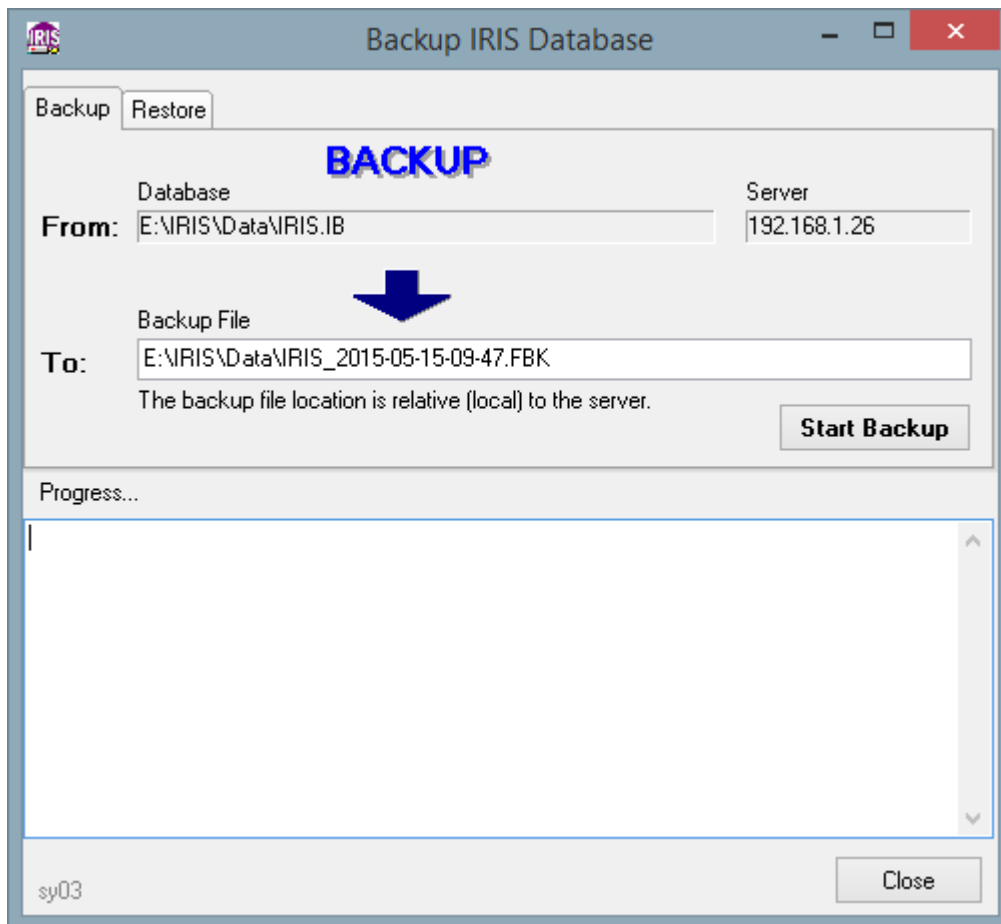 IRIS
Backup IRIS Database
Backup
Restore
BACKUP
Database
Server
From:
E:\IRIS\Data\IRIS.IB
192.168.1.26
Backup File
To:
E:\IRIS\Data\IRIS_2015-05-15-09-47.FBK
The backup file location is relative (local) to the server.
Start Backup
Progress...
sy03
Close